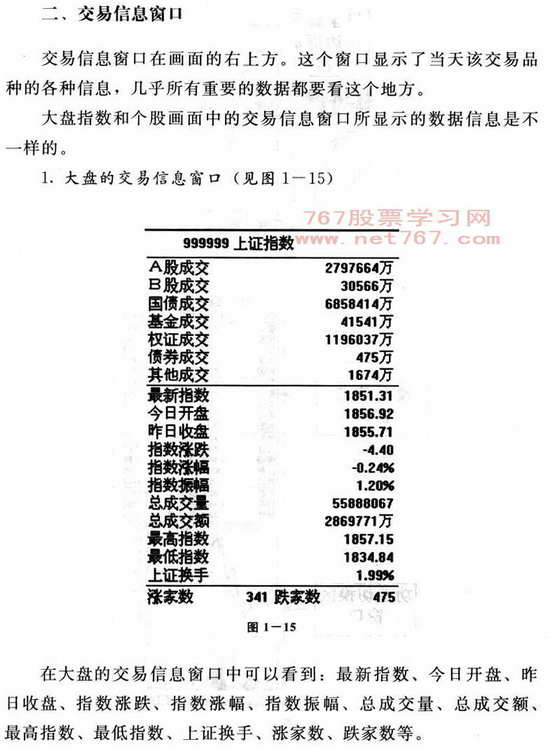 二、交易信息窗口
交易信息窗口在画面的右上方。这个窗口显示了当天该交易品
种的各种信息，几乎所有重要的数据都要看这个地方。
大盘指数和个股画面中的交易信息窗口所显示的数据信息是不
一样的。
1. 大盘的交易信息窗口（见图1－15）
767股票学习网
www.net767.com
999999 上证指数
A股成交 2797664万
B股成交 30566万
国债成交 6858414万
基金成交 41541万
权证成交 1196037万
债券成交 475万
其他成交 1674万
最新指数 1851.31
今日开盘 1856.92
昨日收盘 1855.71
指数涨跌 -4.40
指数涨幅 -0.24%
指数振幅 1.20%
总成交量 55888067
总成交额 2869771万
最高指数 1857.15
最低指数 1834.84
上证换手 1.99%
涨家数 341 跌家数 475
图1－15
在大盘的交易信息窗口中可以看到：最新指数、今日开盘、昨
日收盘、指数涨跌、指数涨幅、指数振幅、总成交量、总成交额、
最高指数、最低指数、上证换手、涨家数、跌家数等。